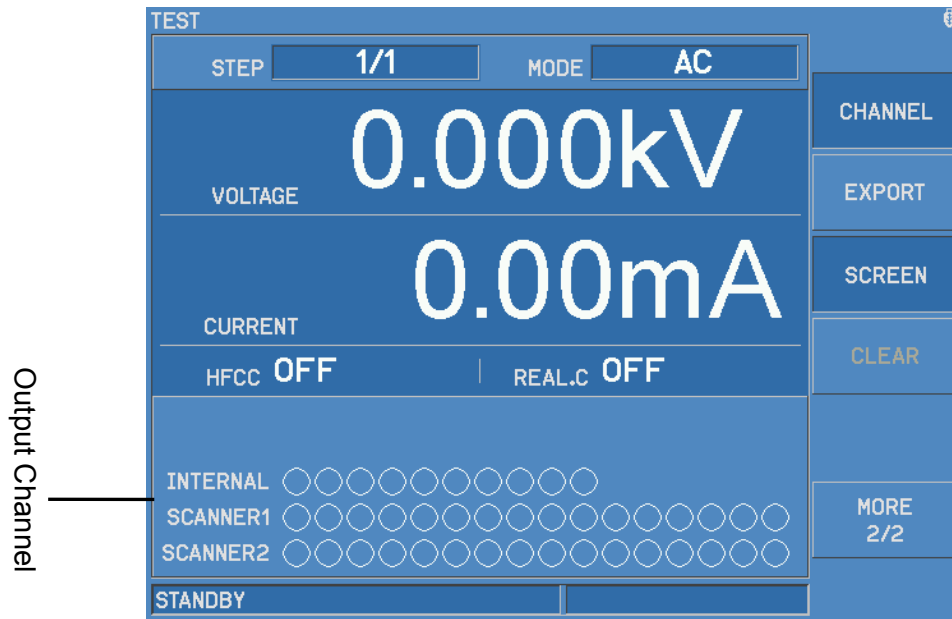 TEST
STEP 1/1 MODE AC
VOLTAGE 0.000kV
CURRENT 0.00mA
HFCC OFF REAL.C OFF
INTERNAL
SCANNER1
SCANNER2
STANDBY
CHANNEL
EXPORT
SCREEN
CLEAR
MORE
2/2
Output Channel